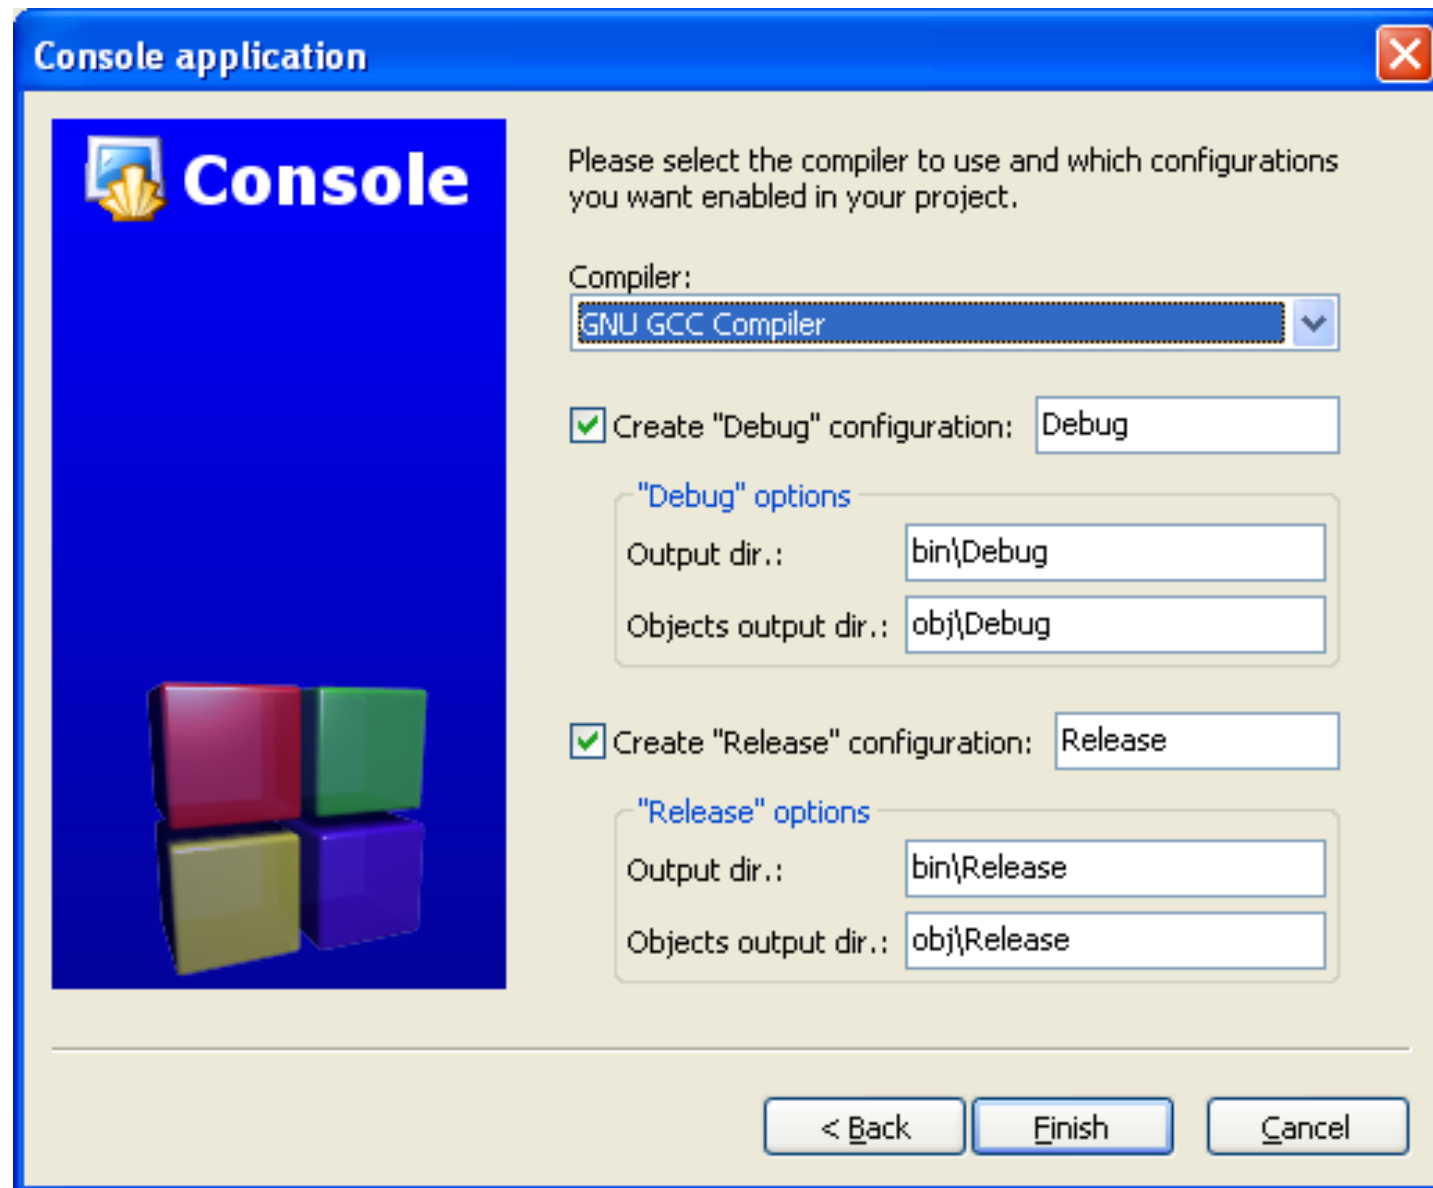 Console application
Console
Please select the compiler to use and which configurations
you want enabled in your project.
Compiler:
GNU GCC Compiler
Create "Debug" configuration: Debug
"Debug" options
Output dir.: bin\Debug
Objects output dir.: obj\Debug
Create "Release" configuration: Release
"Release" options
Output dir.: bin\Release
Objects output dir.: obj\Release
< Back Finish Cancel